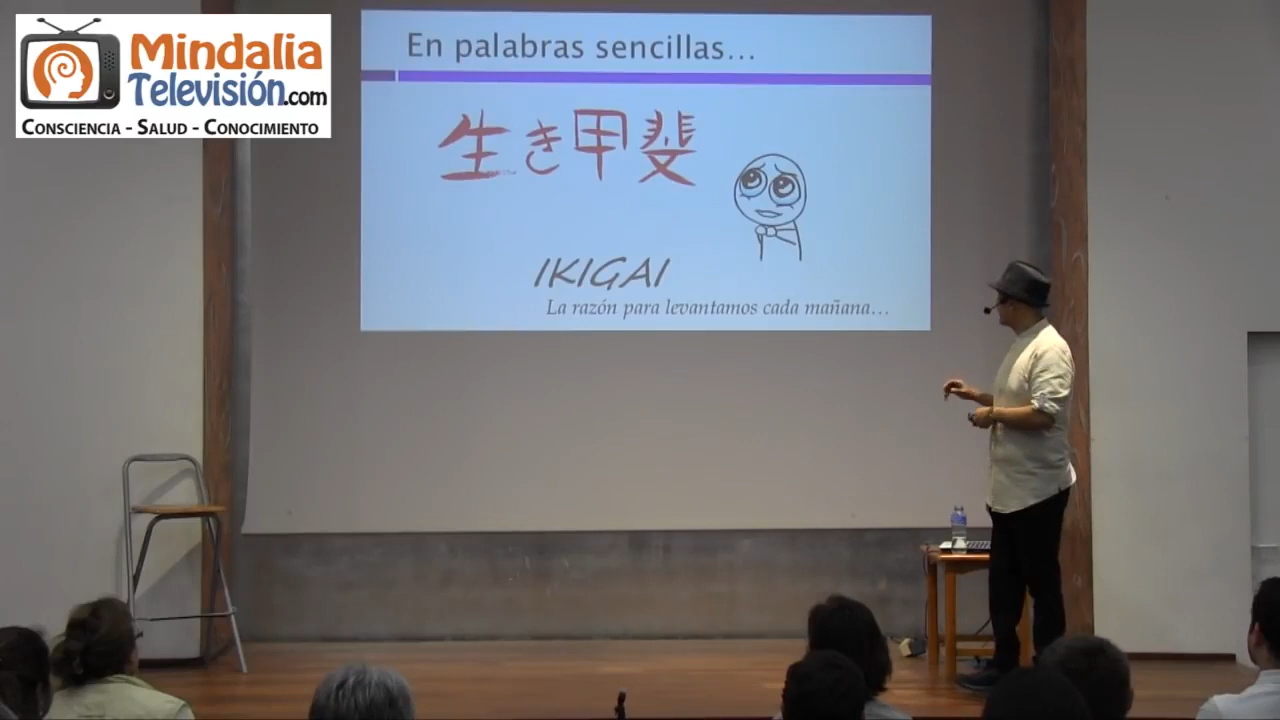 Mindalia
Televisión.com
CONSCIENCIA - SALUD - CONOCIMIENTO
En palabras sencillas...
生き甲斐
IKIGAI
La razón para levantamos cada mañana...